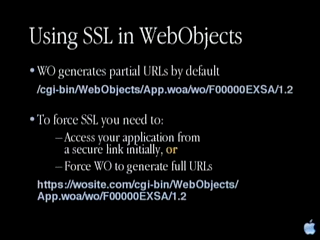 Using SSL in WebObjects
• WO generates partial URLs by default
/cgi-bin/WebObjects/App.woa/wo/F00000EXSA/1.2
• To force SSL you need to:
– Access your application from
a secure link initially, or
– Force WO to generate full URLs
https://wosite.com/cgi-bin/WebObjects/
App.woa/wo/F00000EXSA/1.2